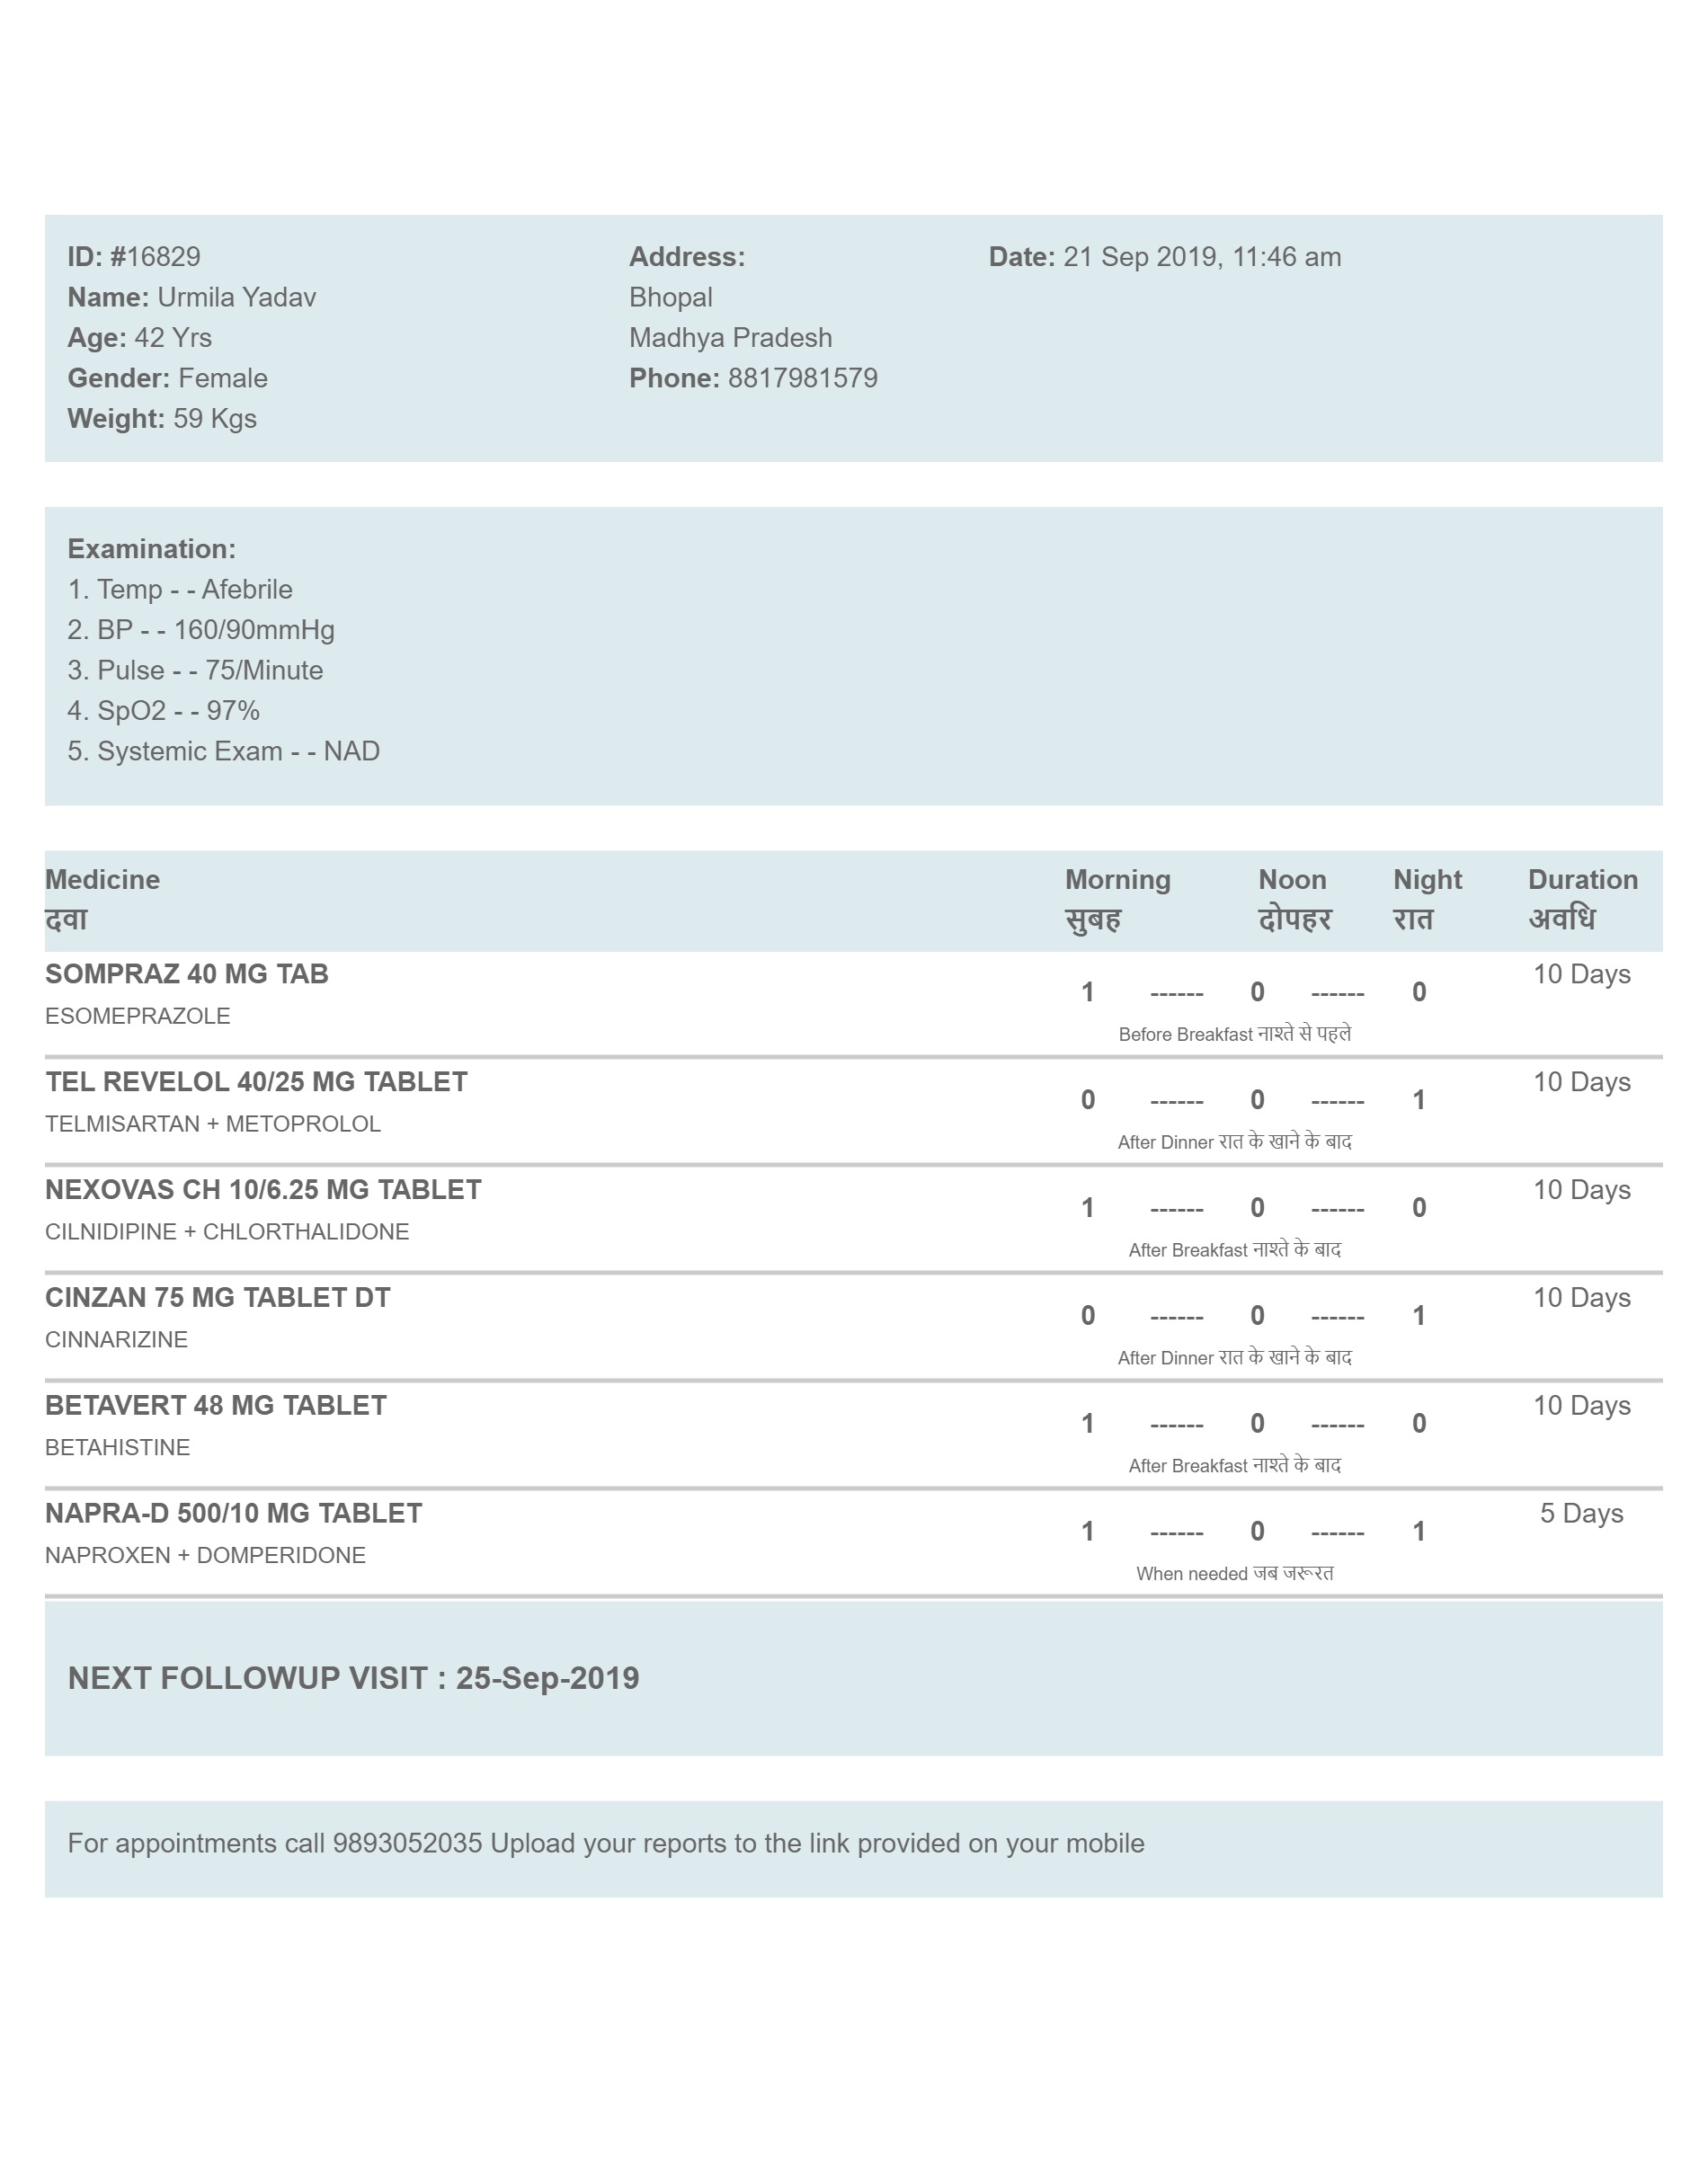 ID: #16829
Name: Urmila Yadav
Age: 42 Yrs
Gender: Female
Weight: 59 Kgs
Address:
Bhopal
Madhya Pradesh
Phone: 8817981579
Date: 21 Sep 2019, 11:46 am
Examination:
1. Temp - - Afebrile
2. BP - - 160/90mmHg
3. Pulse - - 75/Minute
4. SpO2 - - 97%
5. Systemic Exam - - NAD
Medicine Morning Noon Night Duration
दवा सुबह दोपहर रात अवधि
SOMPRAZ 40 MG TAB 10 Days
1 ------ 0 ------ 0
ESOMEPRAZOLE
Before Breakfast नाश्ते से पहले
TEL REVELOL 40/25 MG TABLET 10 Days
0 ------ 0 ------ 1
TELMISARTAN + METOPROLOL
After Dinner रात के खाने के बाद
NEXOVAS CH 10/6.25 MG TABLET 10 Days
1 ------ 0 ------ 0
CILNIDIPINE + CHLORTHALIDONE
After Breakfast नाश्ते के बाद
CINZAN 75 MG TABLET DT 10 Days
0 ------ 0 ------ 1
CINNARIZINE
After Dinner रात के खाने के बाद
BETAVERT 48 MG TABLET 10 Days
1 ------ 0 ------ 0
BETAHISTINE
After Breakfast नाश्ते के बाद
NAPRA-D 500/10 MG TABLET 5 Days
1 ------ 0 ------ 1
NAPROXEN + DOMPERIDONE
When needed जब जरूरत
NEXT FOLLOWUP VISIT : 25-Sep-2019
For appointments call 9893052035 Upload your reports to the link provided on your mobile